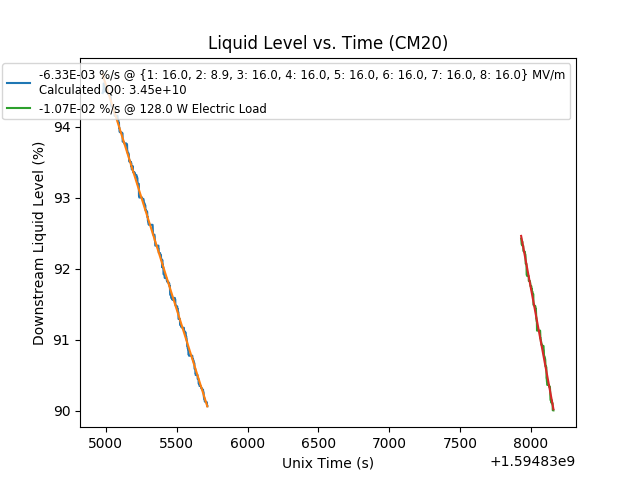 Liquid Level vs. Time (CM20)
-6.33E-03 %/s @ {1: 16.0, 2: 8.9, 3: 16.0, 4: 16.0, 5: 16.0, 6: 16.0, 7: 16.0, 8: 16.0} MV/m
Calculated Q0: 3.45e+10
-1.07E-02 %/s @ 128.0 W Electric Load
Downstream Liquid Level (%)
94
93
92
91
90
5000 5500 6000 6500 7000 7500 8000
Unix Time (s)
+1.59483e9